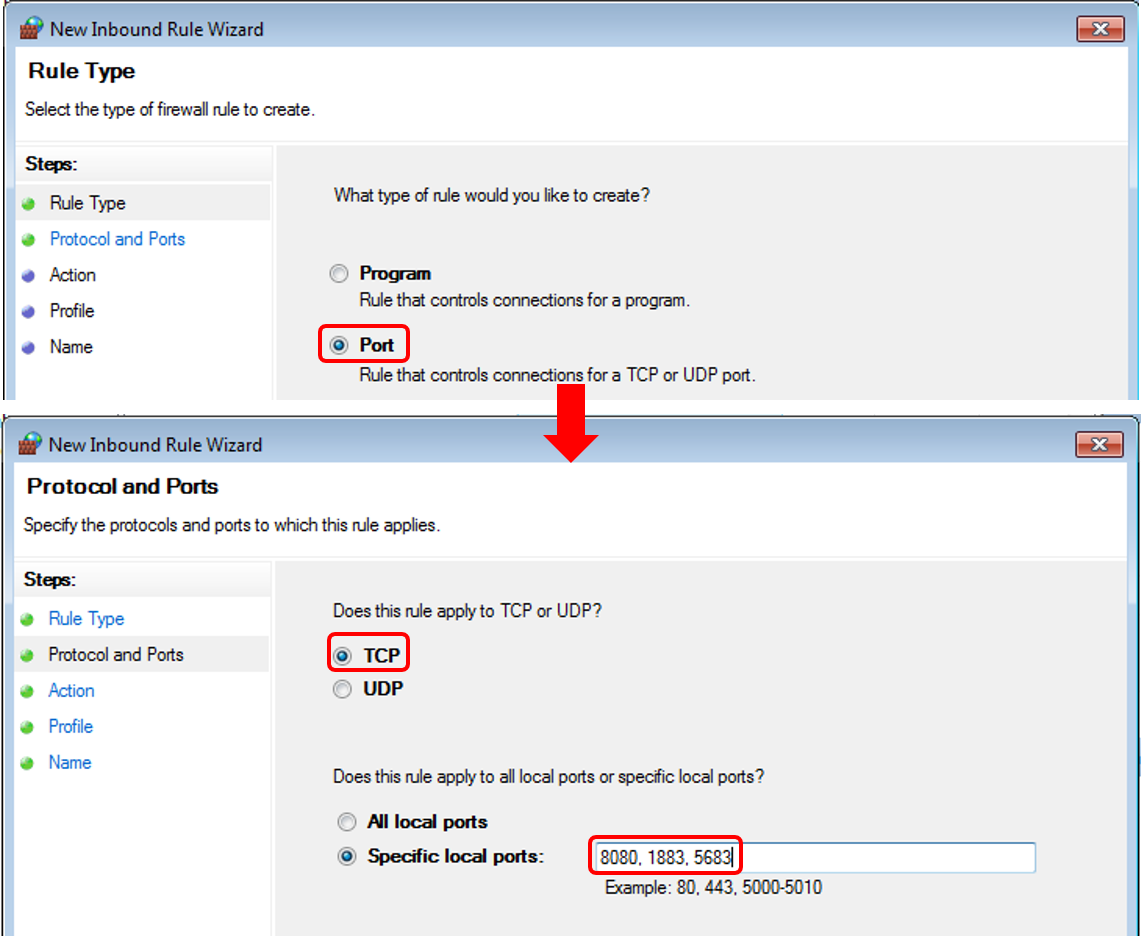 New Inbound Rule Wizard
Rule Type
Select the type of firewall rule to create.
Steps:
Rule Type
Protocol and Ports
Action
Profile
Name
What type of rule would you like to create?
Program
Rule that controls connections for a program.
Port
Rule that controls connections for a TCP or UDP port.
New Inbound Rule Wizard
Protocol and Ports
Specify the protocols and ports to which this rule applies.
Steps:
Rule Type
Protocol and Ports
Action
Profile
Name
Does this rule apply to TCP or UDP?
TCP
UDP
Does this rule apply to all local ports or specific local ports?
All local ports
Specific local ports: 8080, 1883, 5683
Example: 80, 443, 5000-5010